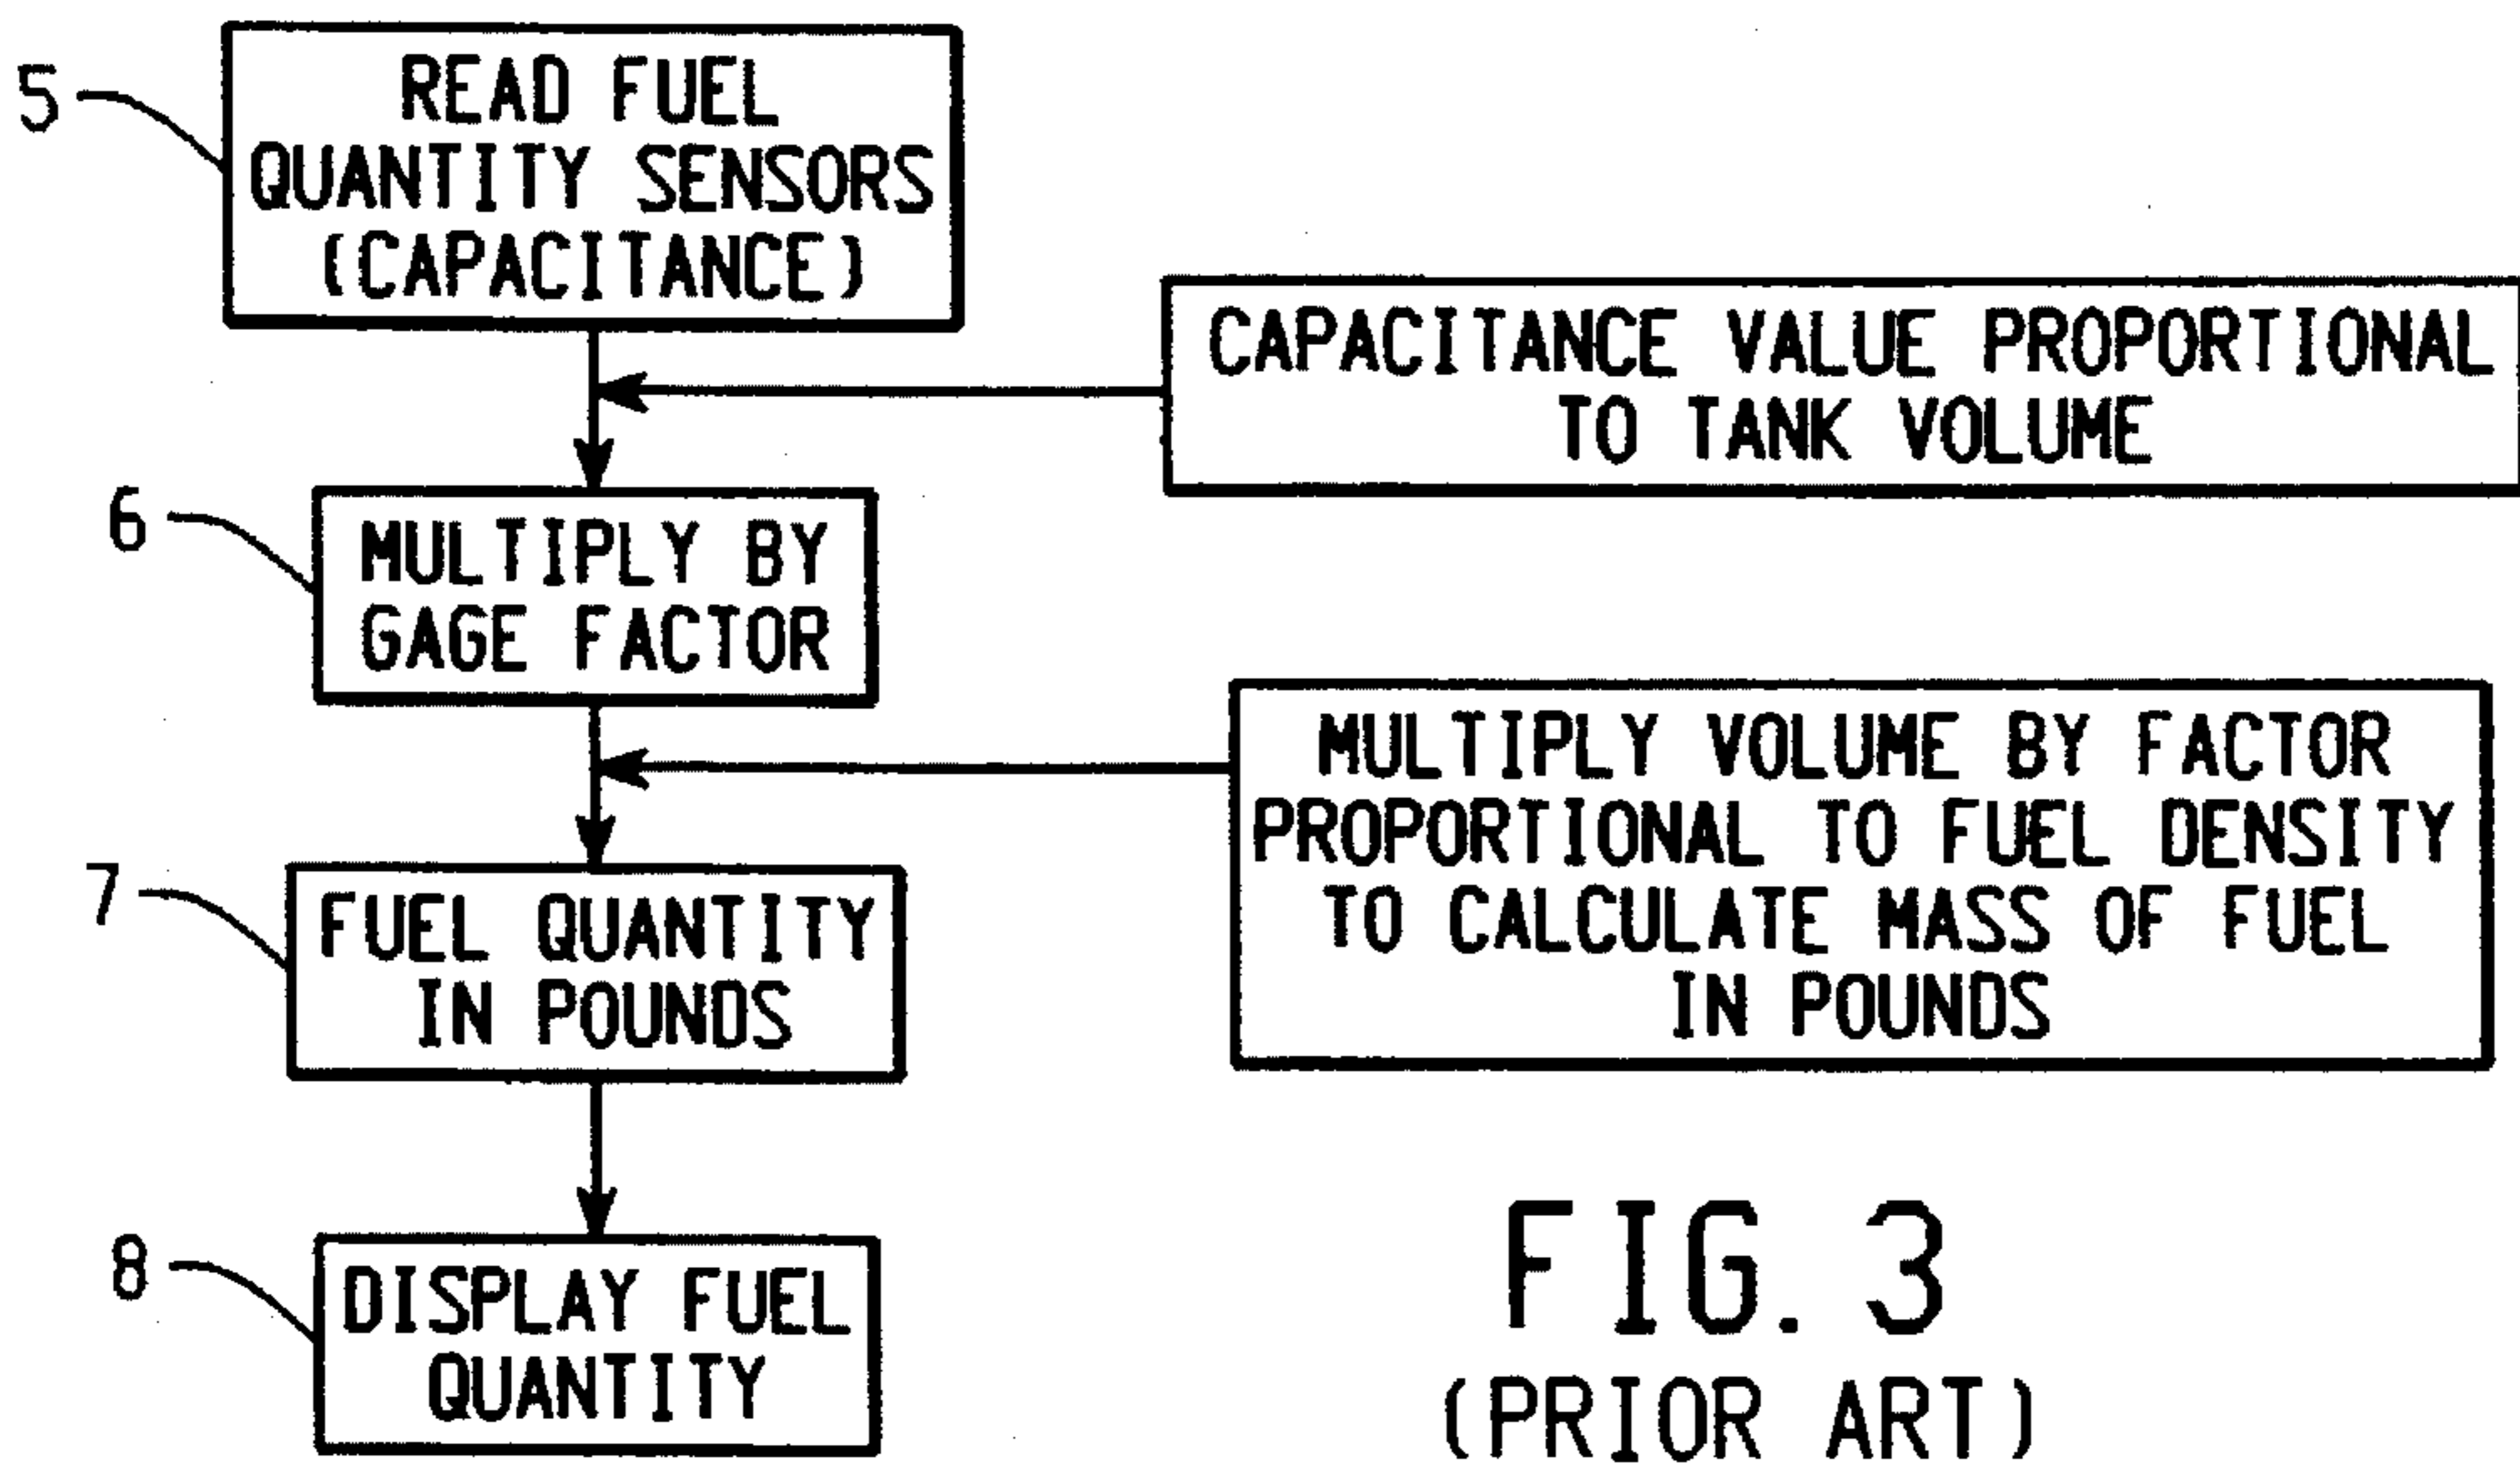 5
READ FUEL
QUANTITY SENSORS
(CAPACITANCE)
CAPACITANCE VALUE PROPORTIONAL
TO TANK VOLUME
6
MULTIPLY BY
GAGE FACTOR
MULTIPLY VOLUME BY FACTOR
PROPORTIONAL TO FUEL DENSITY
TO CALCULATE MASS OF FUEL
IN POUNDS
7
FUEL QUANTITY
IN POUNDS
8
DISPLAY FUEL
QUANTITY
FIG. 3
(PRIOR ART)